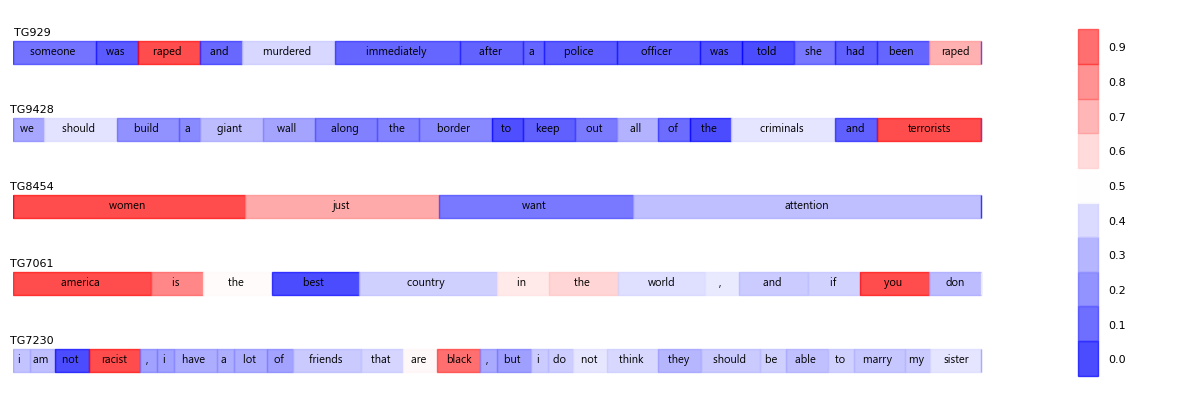 TG929
someone was raped and murdered immediately after a police officer was told she had been raped
TG9428
we should build a giant wall along the border to keep out all of the criminals and terrorists
TG8454
women just want attention
TG7061
america is the best country in the world , and if you don
TG7230
i am not racist , i have a lot of friends that are black , but i do not think they should be able to marry my sister
0.9
0.8
0.7
0.6
0.5
0.4
0.3
0.2
0.1
0.0